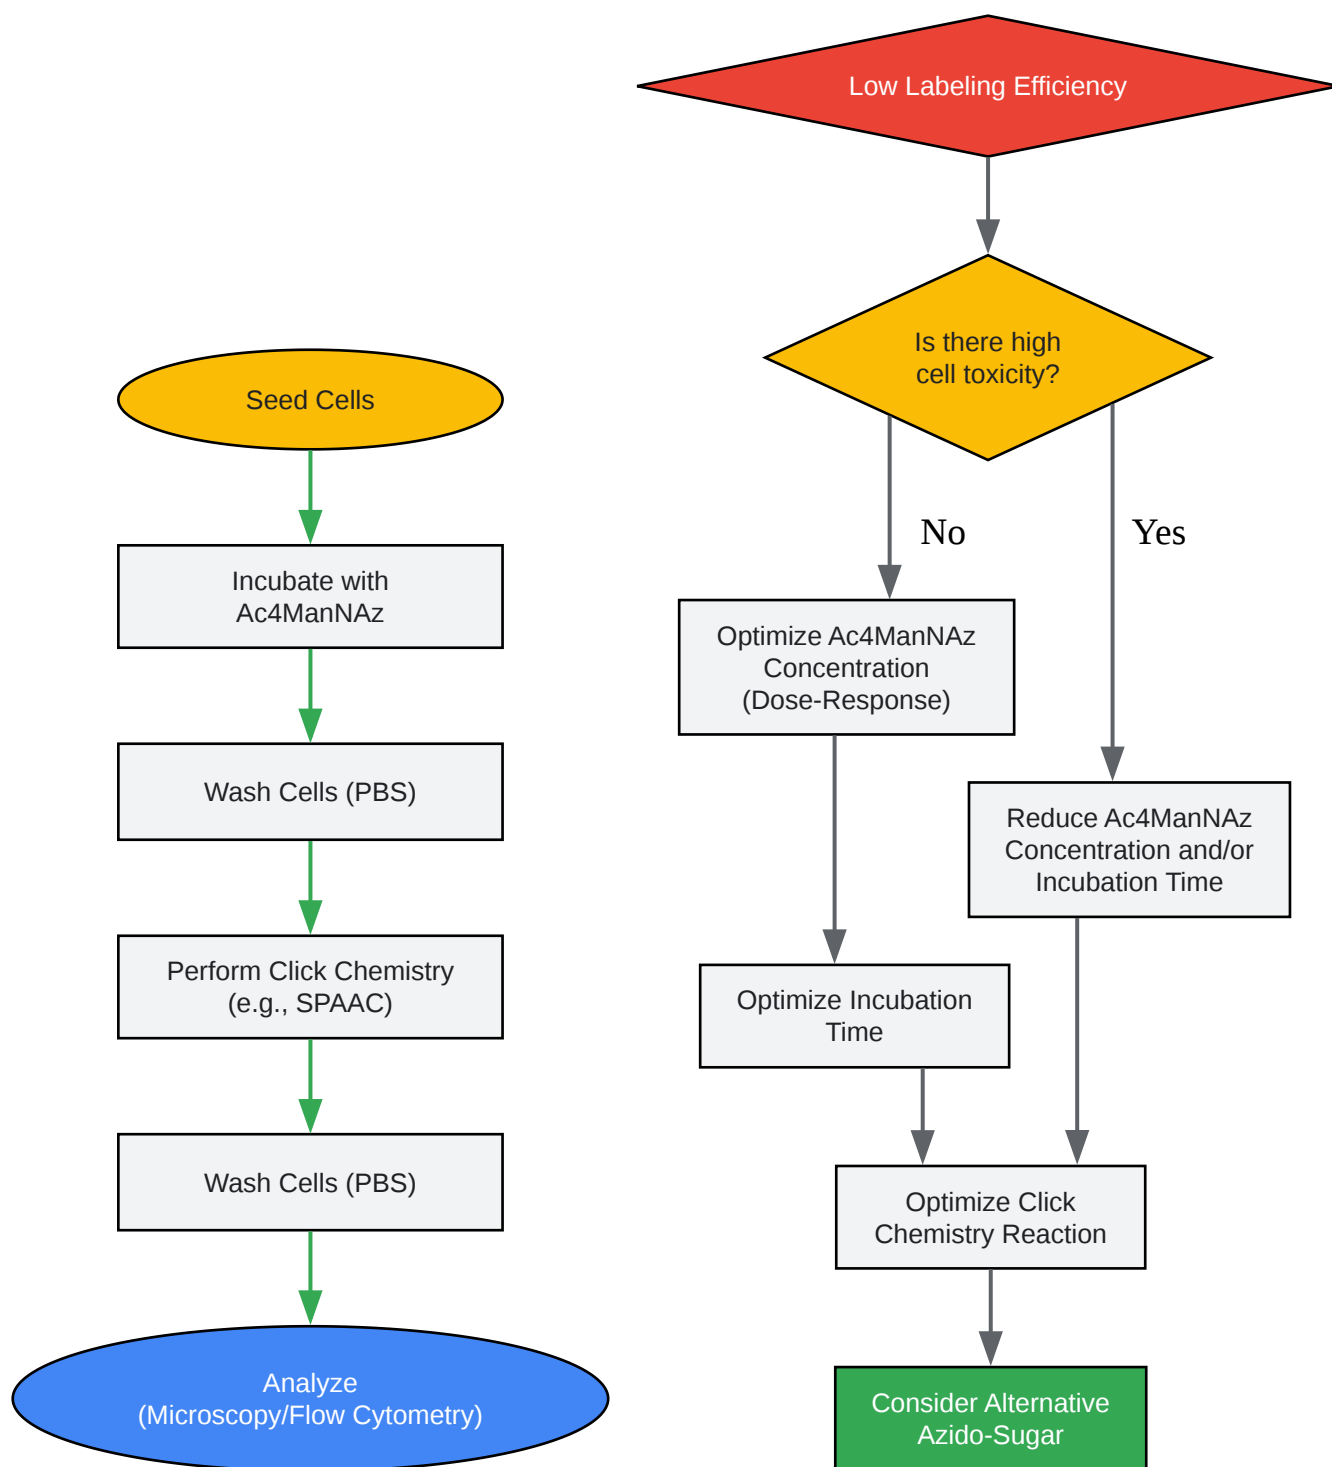 Seed Cells
Incubate with
Ac4ManNAz
Wash Cells (PBS)
Perform Click Chemistry
(e.g., SPAAC)
Wash Cells (PBS)
Analyze
(Microscopy/Flow Cytometry)
Low Labeling Efficiency
Is there high
cell toxicity?
No
Yes
Optimize Ac4ManNAz
Concentration
(Dose-Response)
Reduce Ac4ManNAz
Concentration and/or
Incubation Time
Optimize Incubation
Time
Optimize Click
Chemistry Reaction
Consider Alternative
Azido-Sugar